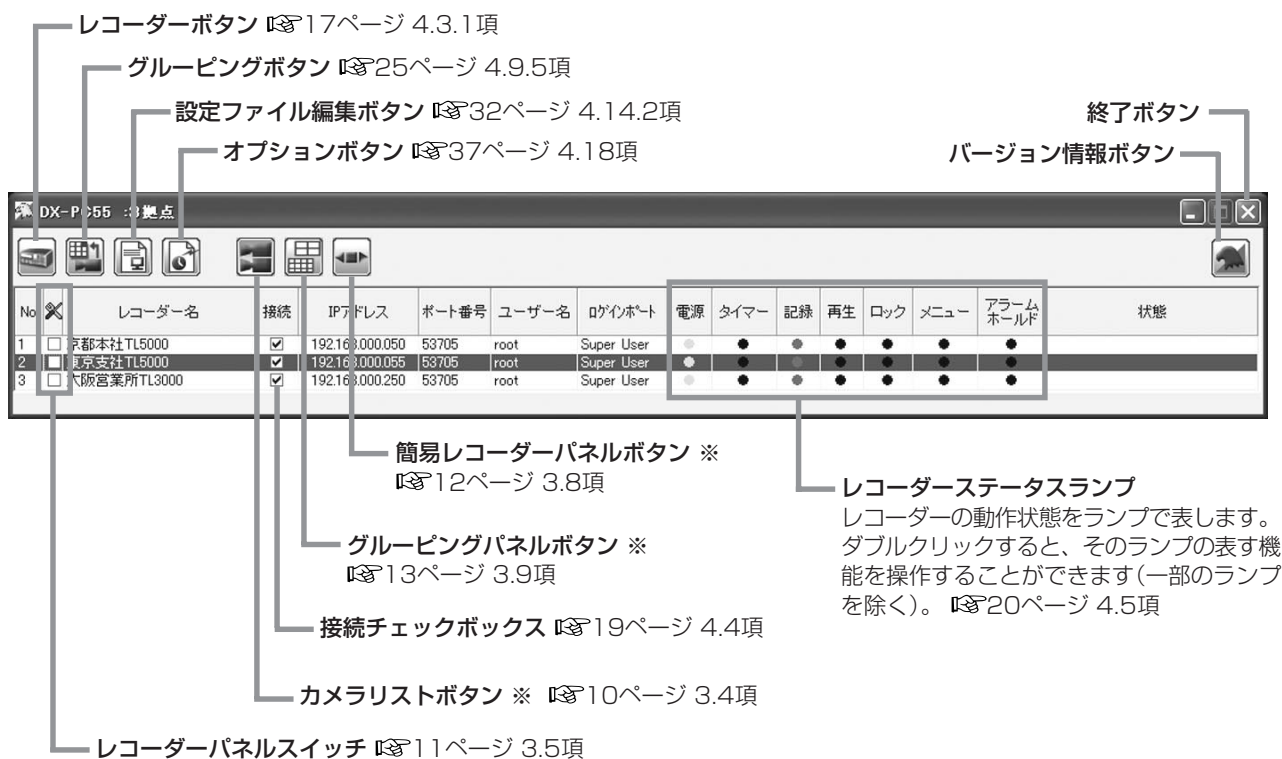 レコーダーボタン ☞17ページ 4.3.1項
グルーピングボタン ☞25ページ 4.9.5項
設定ファイル編集ボタン ☞32ページ 4.14.2項
終了ボタン
オプションボタン ☞37ページ 4.18項
バージョン情報ボタン
DX-PC55 :3拠点
No レコーダー名 接続 IPアドレス ポート番号 ユーザー名 ログインポート 電源 タイマー 記録 再生 ロック メニュー アラームホールド 状態
1 京都本社TL5000 192.168.000.050 53705 root Super User
2 東京支社TL5000 192.168.000.055 53705 root Super User
3 大阪営業所TL3000 192.168.000.250 53705 root Super User
簡易レコーダーパネルボタン ※
☞12ページ 3.8項
レコーダーステータスランプ
レコーダーの動作状態をランプで表します。
ダブルクリックすると、そのランプの表す機
能を操作することができます(一部のランプ
を除く)。 ☞20ページ 4.5項
グルーピングパネルボタン ※
☞13ページ 3.9項
接続チェックボックス ☞19ページ 4.4項
カメラリストボタン ※ ☞10ページ 3.4項
レコーダーパネルスイッチ ☞11ページ 3.5項